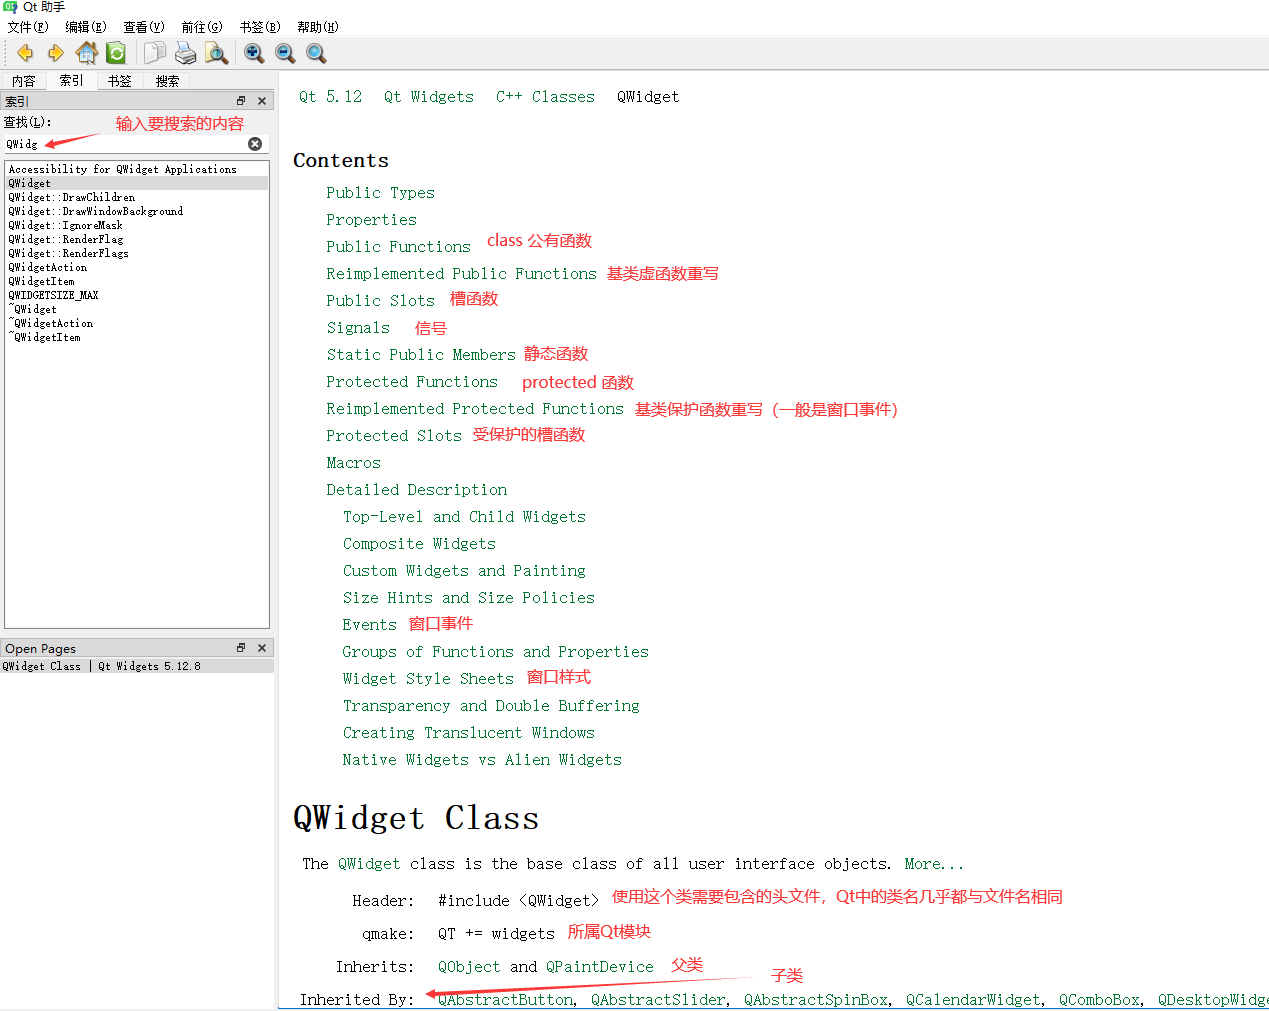 Qt 助手
文件(F) 编辑(E) 查看(V) 前往(G) 书签(B) 帮助(H)
内容 索引 书签 搜索
索引
查找(L):
输入要搜索的内容
QWidg
Accessibility for QWidget Applications
QWidget
QWidget::DrawChildren
QWidget::DrawWindowBackground
QWidget::IgnoreMask
QWidget::RenderFlag
QWidget::RenderFlags
QWidgetAction
QWidgetItem
QWIDGETSIZE_MAX
~QWidget
~QWidgetAction
~QWidgetItem
Open Pages
QWidget Class | Qt Widgets 5.12.8
Qt 5.12 Qt Widgets C++ Classes QWidget
Contents
Public Types
Properties
Public Functions class 公有函数
Reimplemented Public Functions 基类虚函数重写
Public Slots 槽函数
Signals 信号
Static Public Members 静态函数
Protected Functions protected 函数
Reimplemented Protected Functions 基类保护函数重写（一般是窗口事件）
Protected Slots 受保护的槽函数
Macros
Detailed Description
Top-Level and Child Widgets
Composite Widgets
Custom Widgets and Painting
Size Hints and Size Policies
Events 窗口事件
Groups of Functions and Properties
Widget Style Sheets 窗口样式
Transparency and Double Buffering
Creating Translucent Windows
Native Widgets vs Alien Widgets
QWidget Class
The QWidget class is the base class of all user interface objects. More...
Header: #include <QWidget> 使用这个类需要包含的头文件，Qt中的类名几乎都与文件名相同
qmake: QT += widgets 所属Qt模块
Inherits: QObject and QPaintDevice 父类
子类
Inherited By: QAbstractButton, QAbstractSlider, QAbstractSpinBox, QCalendarWidget, QComboBox, QDesktopWidge